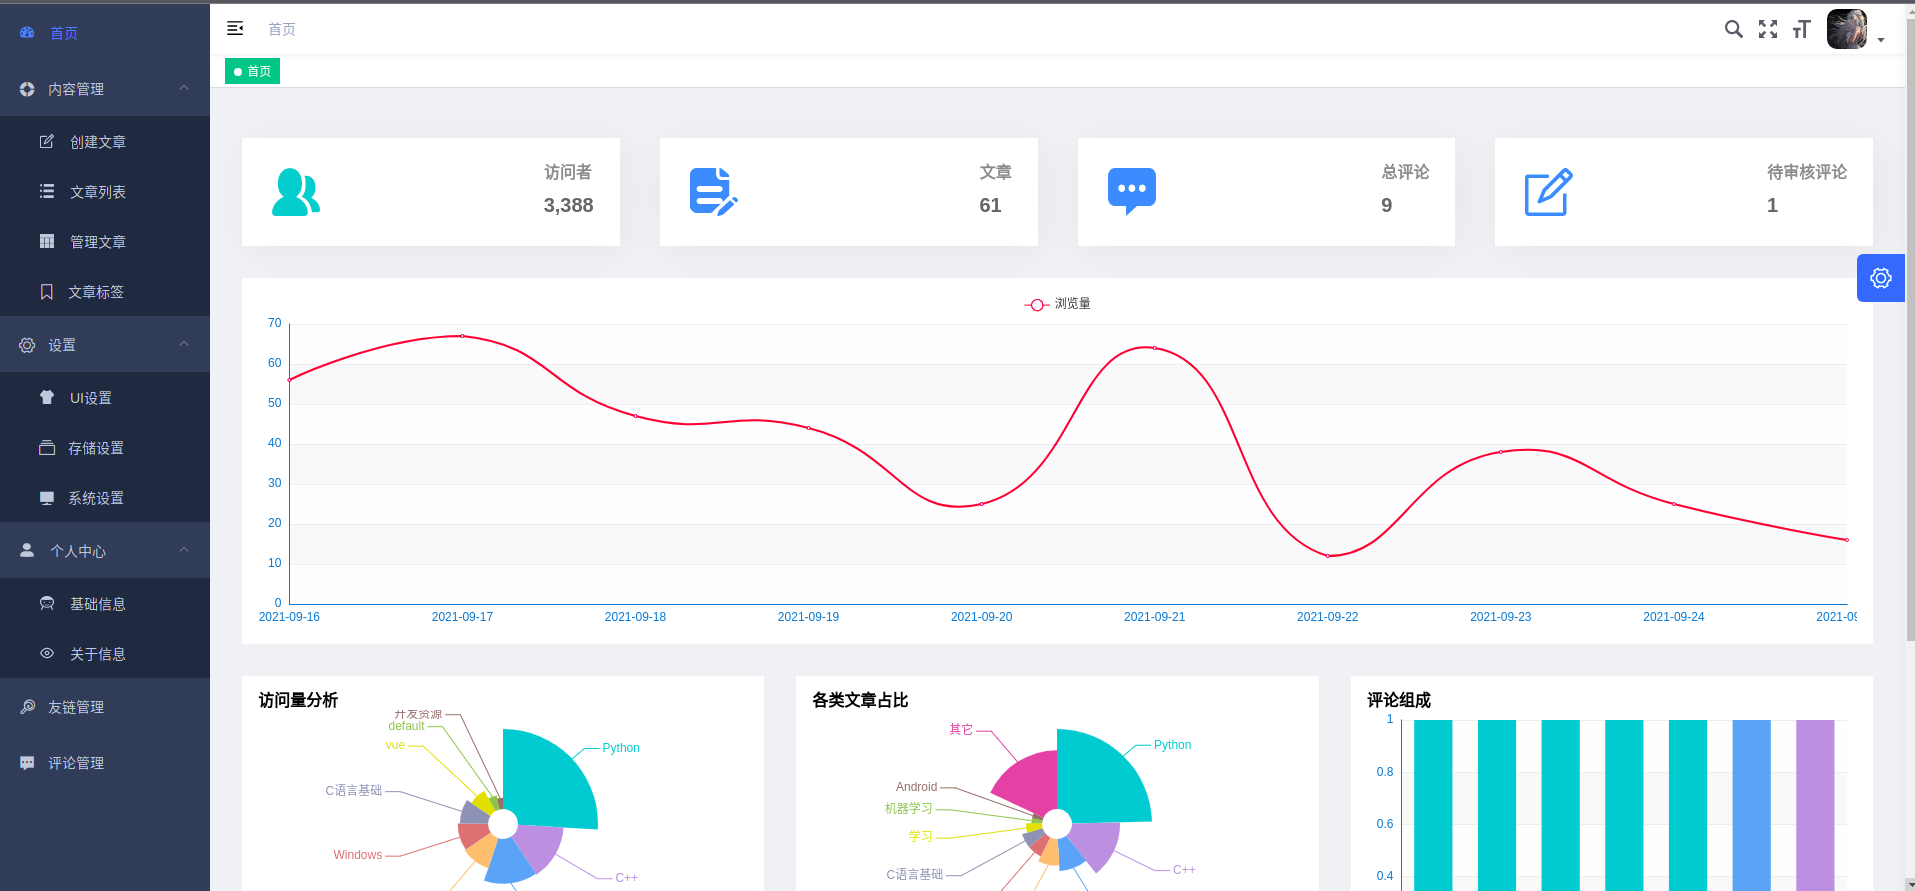 首页
内容管理
创建文章
文章列表
管理文章
文章标签
设置
UI设置
存储设置
系统设置
个人中心
基础信息
关于信息
友链管理
评论管理
首页
首页
访问者
3,388
文章
61
总评论
9
待审核评论
1
浏览量
70
60
50
40
30
20
10
0
2021-09-16
2021-09-17
2021-09-18
2021-09-19
2021-09-20
2021-09-21
2021-09-22
2021-09-23
2021-09-24
2021-09
访问量分析
开发资源
default
vue
C语言基础
Windows
Python
C++
各类文章占比
其它
Android
机器学习
学习
C语言基础
Python
C++
评论组成
1
0.8
0.6
0.4